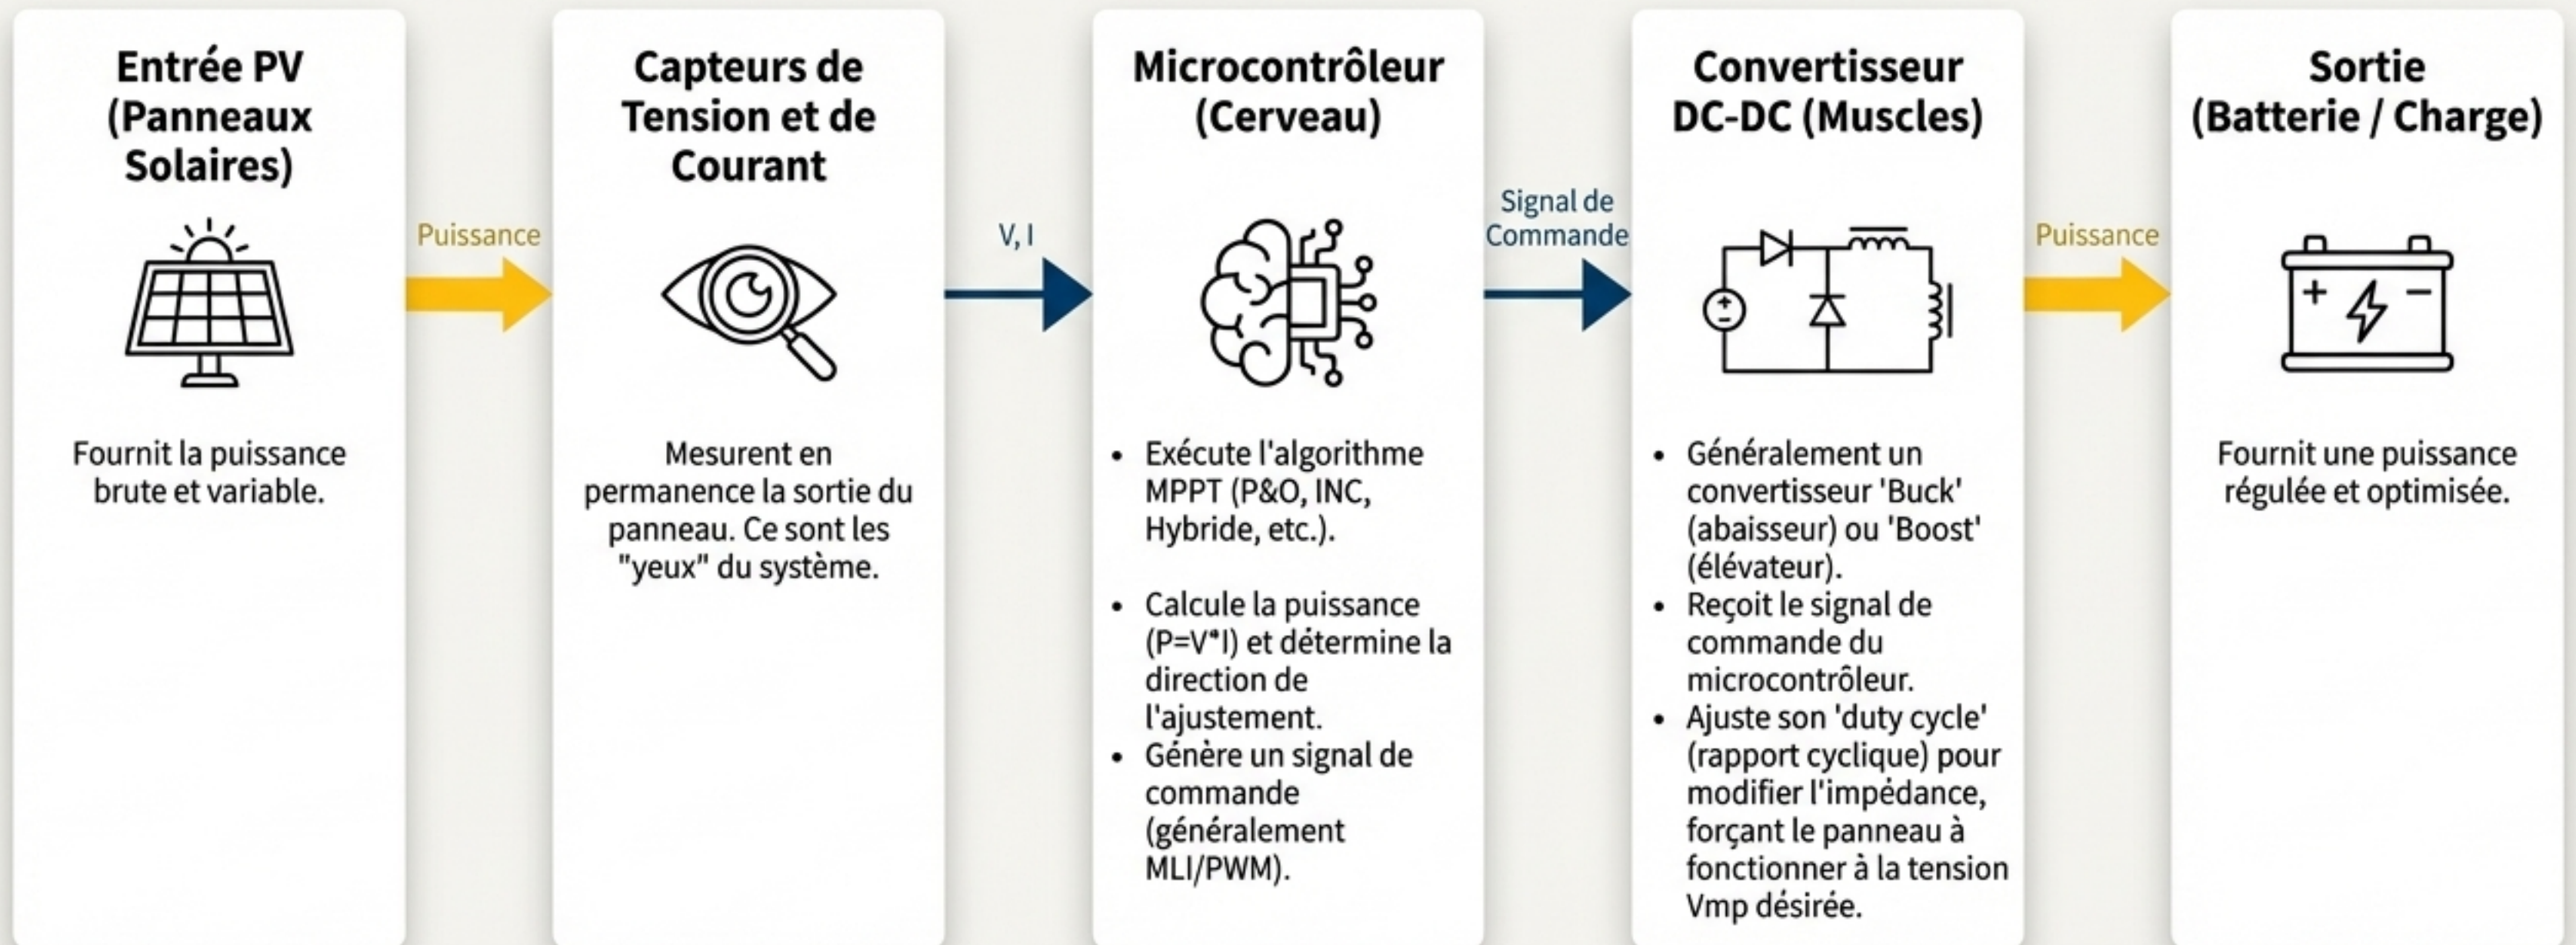 Entrée PV
(Panneaux
Solaires)
Fournit la puissance
brute et variable.
Puissance
Capteurs de
Tension et de
Courant
Mesurent en
permanence la sortie du
panneau. Ce sont les
"yeux" du système.
V, I
Microcontrôleur
(Cerveau)
• Exécute l'algorithme
MPPT (P&O, INC,
Hybride, etc.).
• Calcule la puissance
(P=V*I) et détermine la
direction de
l'ajustement.
• Génère un signal de
commande
(généralement
MLI/PWM).
Signal de
Commande
Convertisseur
DC-DC (Muscles)
• Généralement un
convertisseur 'Buck'
(abaisseur) ou 'Boost'
(élévateur).
• Reçoit le signal de
commande du
microcontrôleur.
• Ajuste son 'duty cycle'
(rapport cyclique) pour
modifier l'impédance,
forçant le panneau à
fonctionner à la tension
Vmp désirée.
Puissance
Sortie
(Batterie / Charge)
Fournit une puissance
régulée et optimisée.